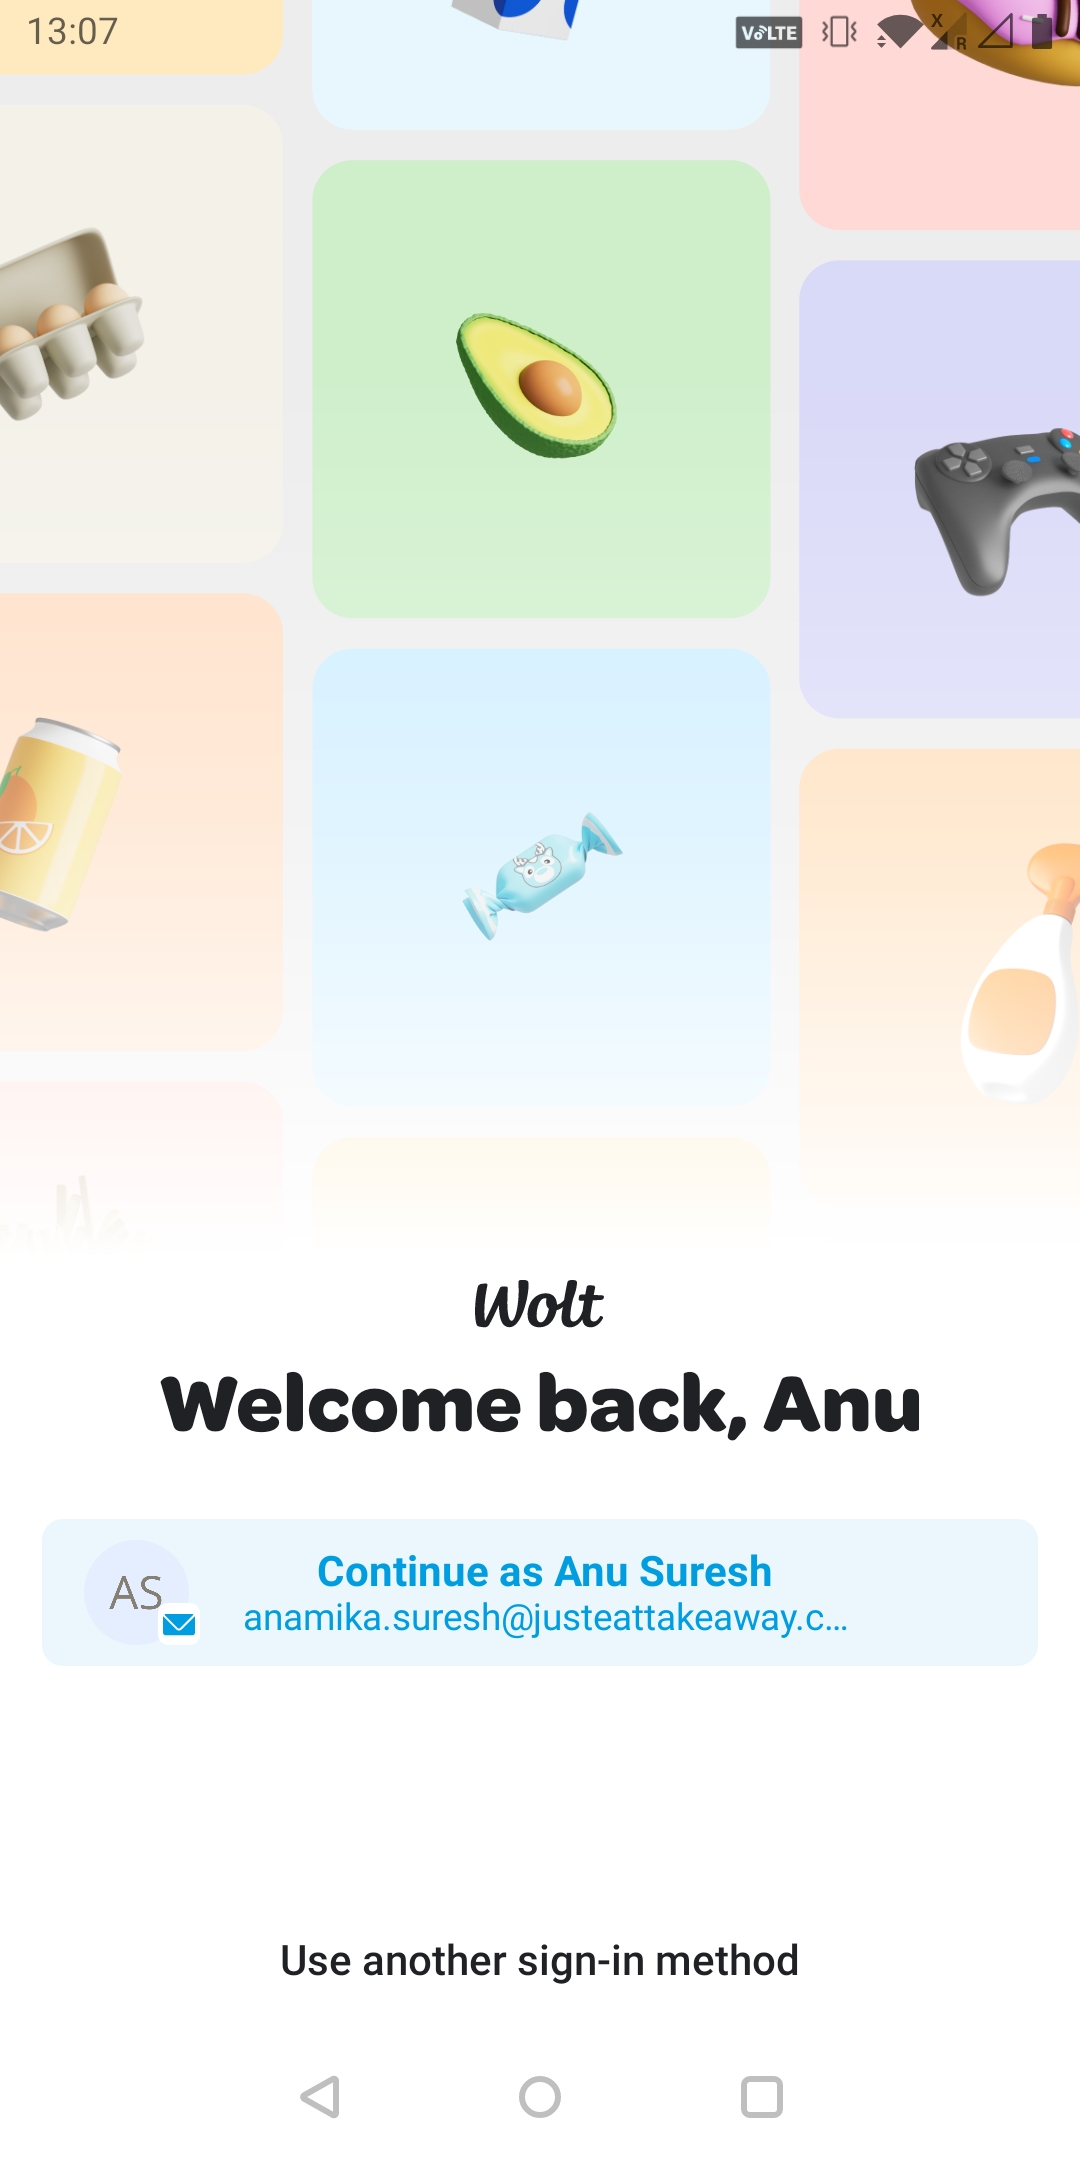 13:07
VoLTE
X
R
Wolt
Welcome back, Anu
AS
Continue as Anu Suresh
anamika.suresh@justeattakeaway.c...
Use another sign-in method